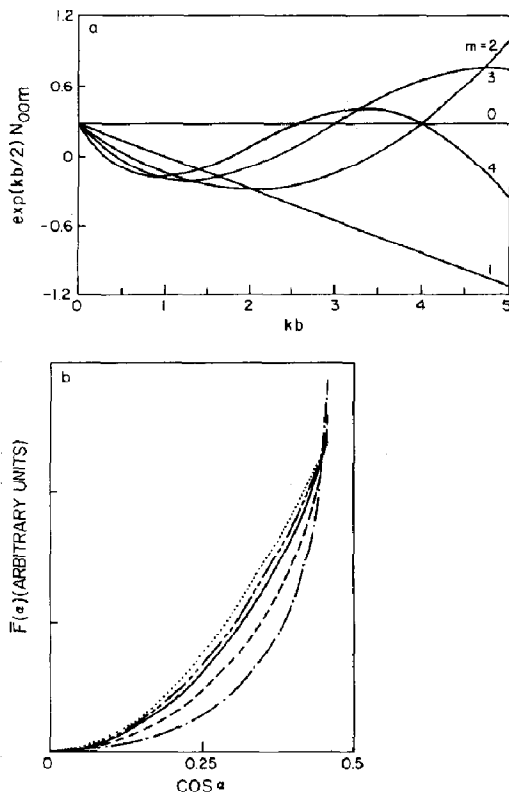 a
1.2
0.6
0
-0.6
-1.2
exp(kb/2) N₀₀ₘ
m=2
3
0
4
1
0
1
2
3
4
5
kb
b
F̅(α)(ARBITRARY UNITS)
0
0.25
0.5
COS α